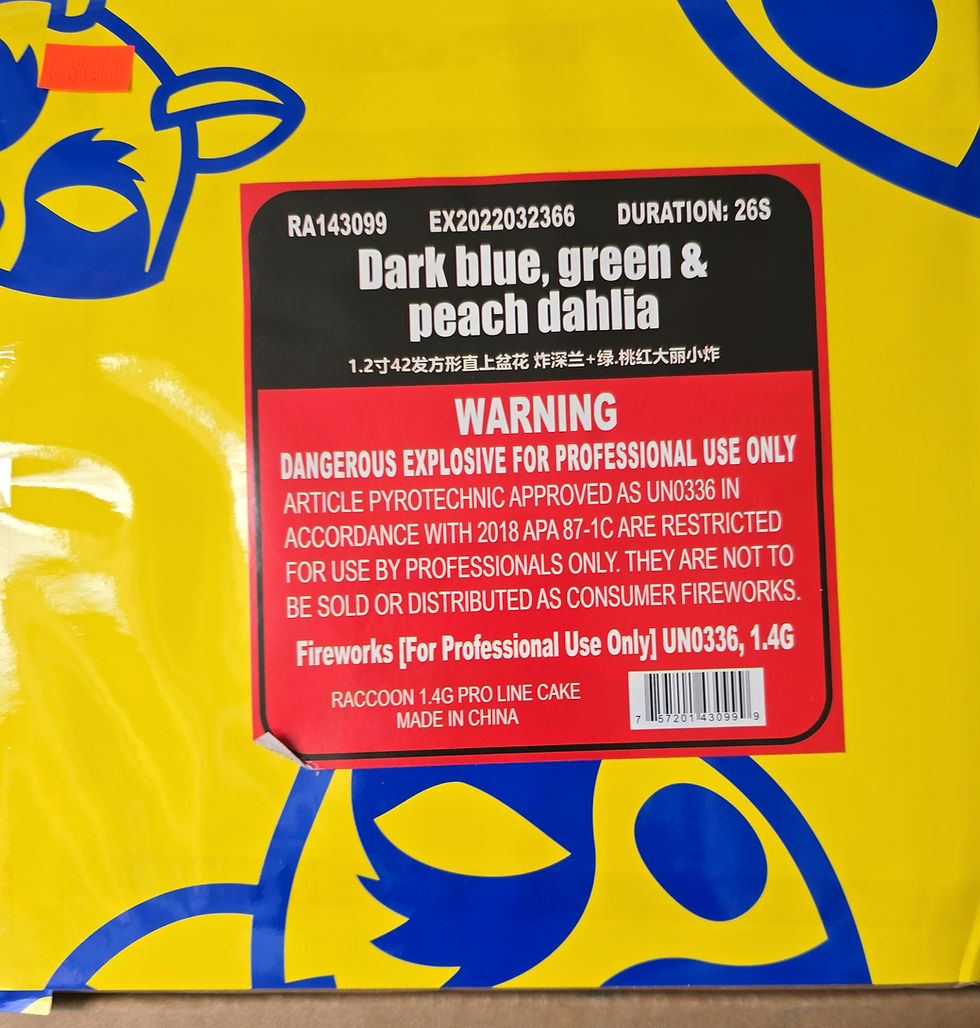 RA143099 EX2022032366 DURATION: 26S
Dark blue, green &
peach dahlia
1.2寸42发方形直上盆花 炸深兰+绿.桃红大丽小炸
WARNING
DANGEROUS EXPLOSIVE FOR PROFESSIONAL USE ONLY
ARTICLE PYROTECHNIC APPROVED AS UN0336 IN
ACCORDANCE WITH 2018 APA 87-1C ARE RESTRICTED
FOR USE BY PROFESSIONALS ONLY. THEY ARE NOT TO
BE SOLD OR DISTRIBUTED AS CONSUMER FIREWORKS.
Fireworks [For Professional Use Only] UN0336, 1.4G
RACCOON 1.4G PRO LINE CAKE
MADE IN CHINA
7 57201 43099 9